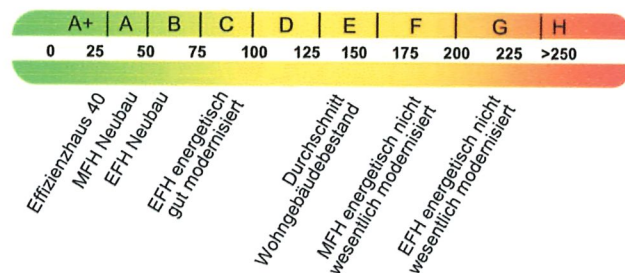 A+ A B C D E F G H
0 25 50 75 100 125 150 175 200 225 >250
Effizienzhaus 40
MFH Neubau
EFH Neubau
EFH energetisch
gut modernisiert
Durchschnitt
Wohngebäudebestand
MFH energetisch nicht
wesentlich modernisiert
EFH energetisch nicht
wesentlich modernisiert